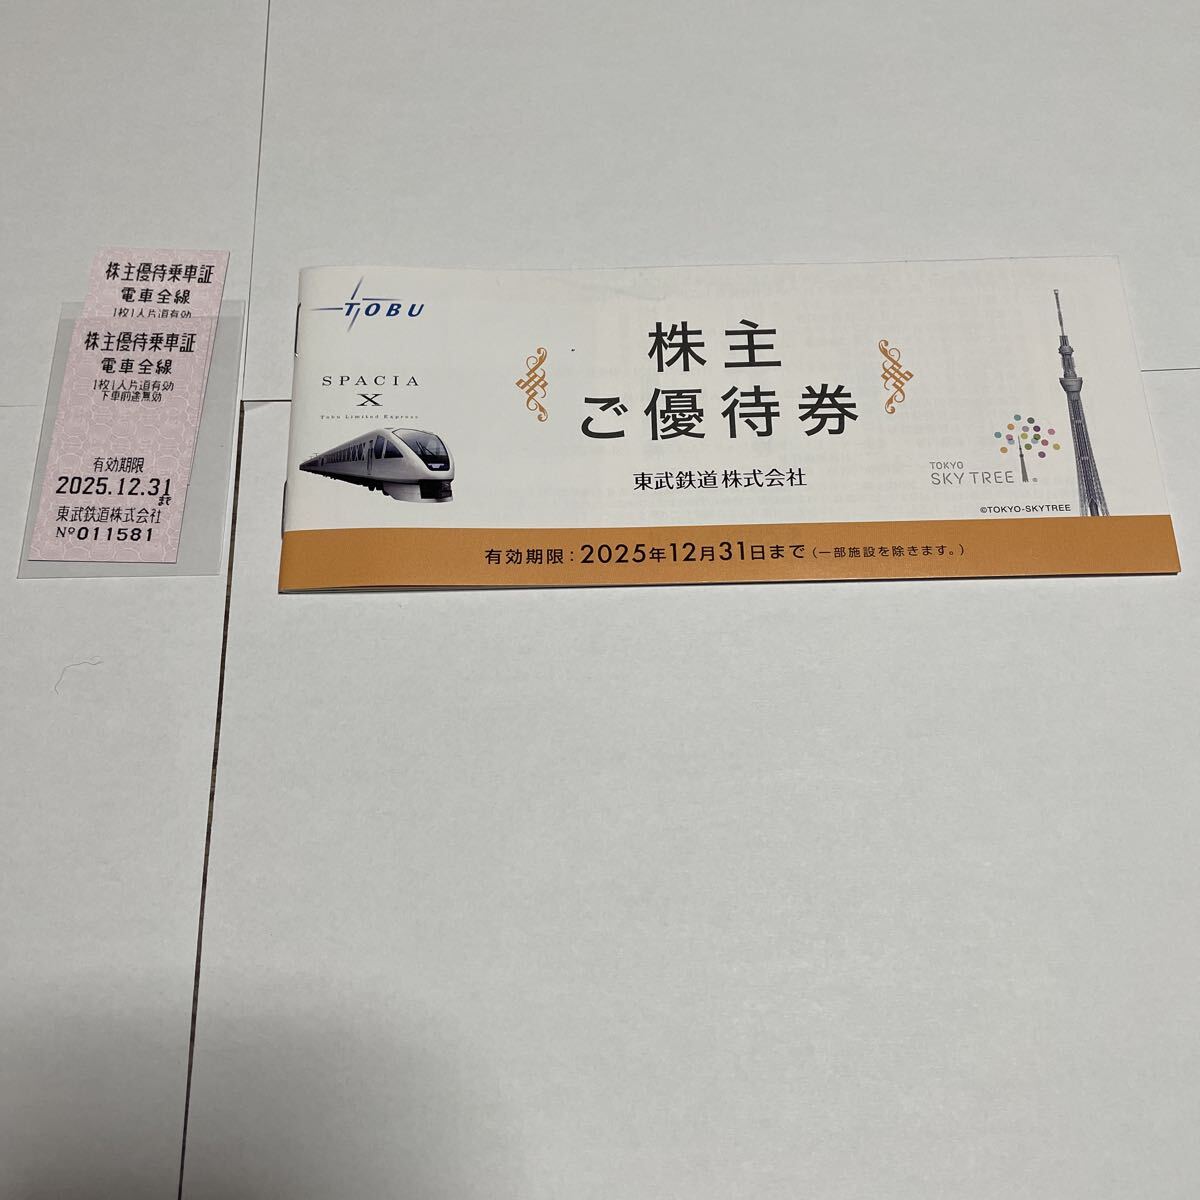 株主優待乗車証
電車全線
1枚1人片道有効
株主優待乗車証
電車全線
1枚1人片道有効
下車前途無効
有効期限
2025.12.31まで
東武鉄道株式会社
Nº011581
TOBU
SPACIA
X
Tobu Limited Express
株主
ご優待券
東武鉄道株式会社
TOKYO
SKYTREE®
©TOKYO-SKYTREE
有効期限：2025年12月31日まで（一部施設を除きます。）